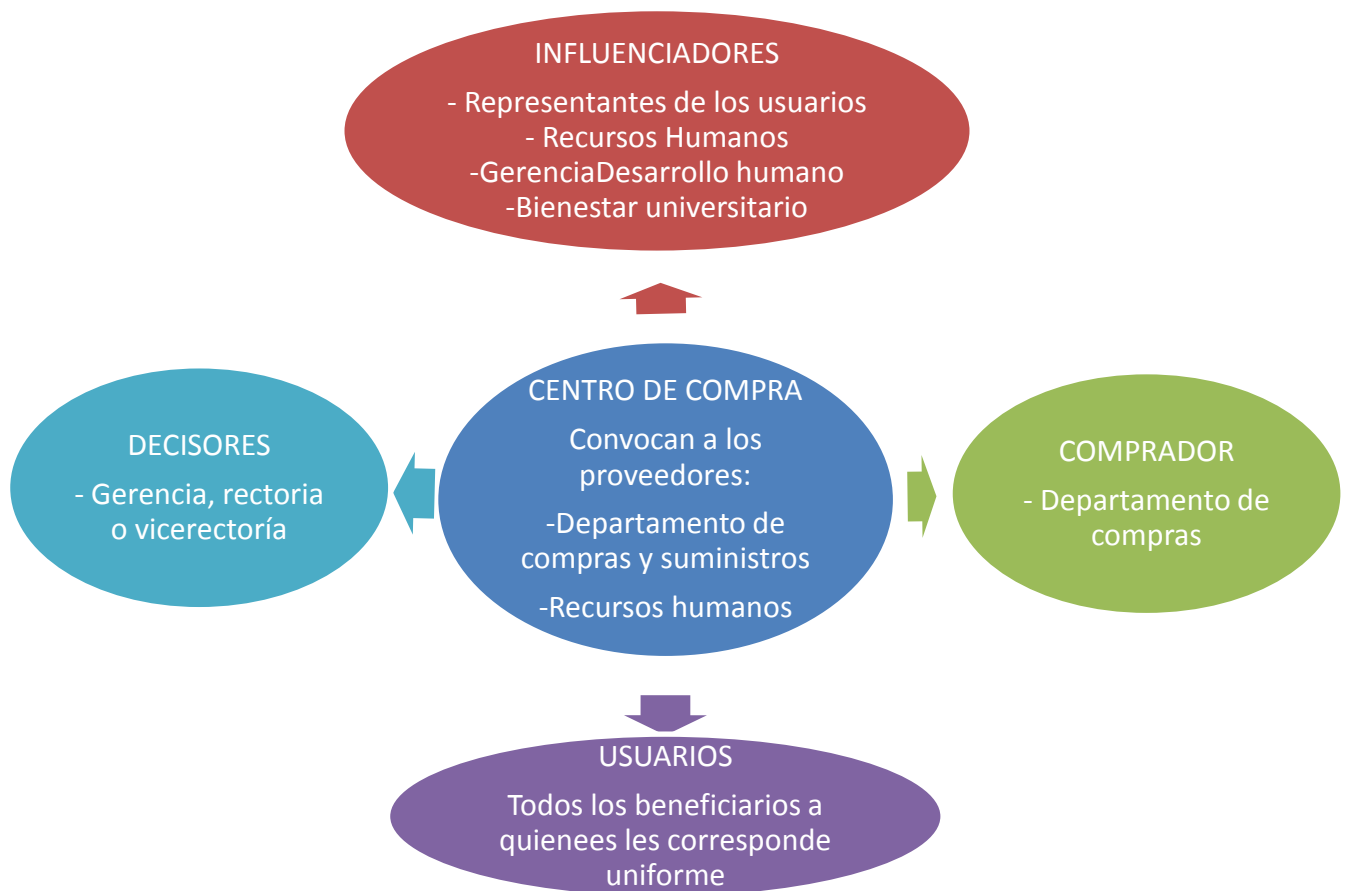 INFLUENCIADORES
- Representantes de los usuarios
- Recursos Humanos
-GerenciaDesarrollo humano
-Bienestar universitario
DECISORES
- Gerencia, rectoria
o vicerectoría
CENTRO DE COMPRA
Convocan a los
proveedores:
-Departamento de
compras y suministros
-Recursos humanos
COMPRADOR
- Departamento de
compras
USUARIOS
Todos los beneficiarios a
quienees les corresponde
uniforme